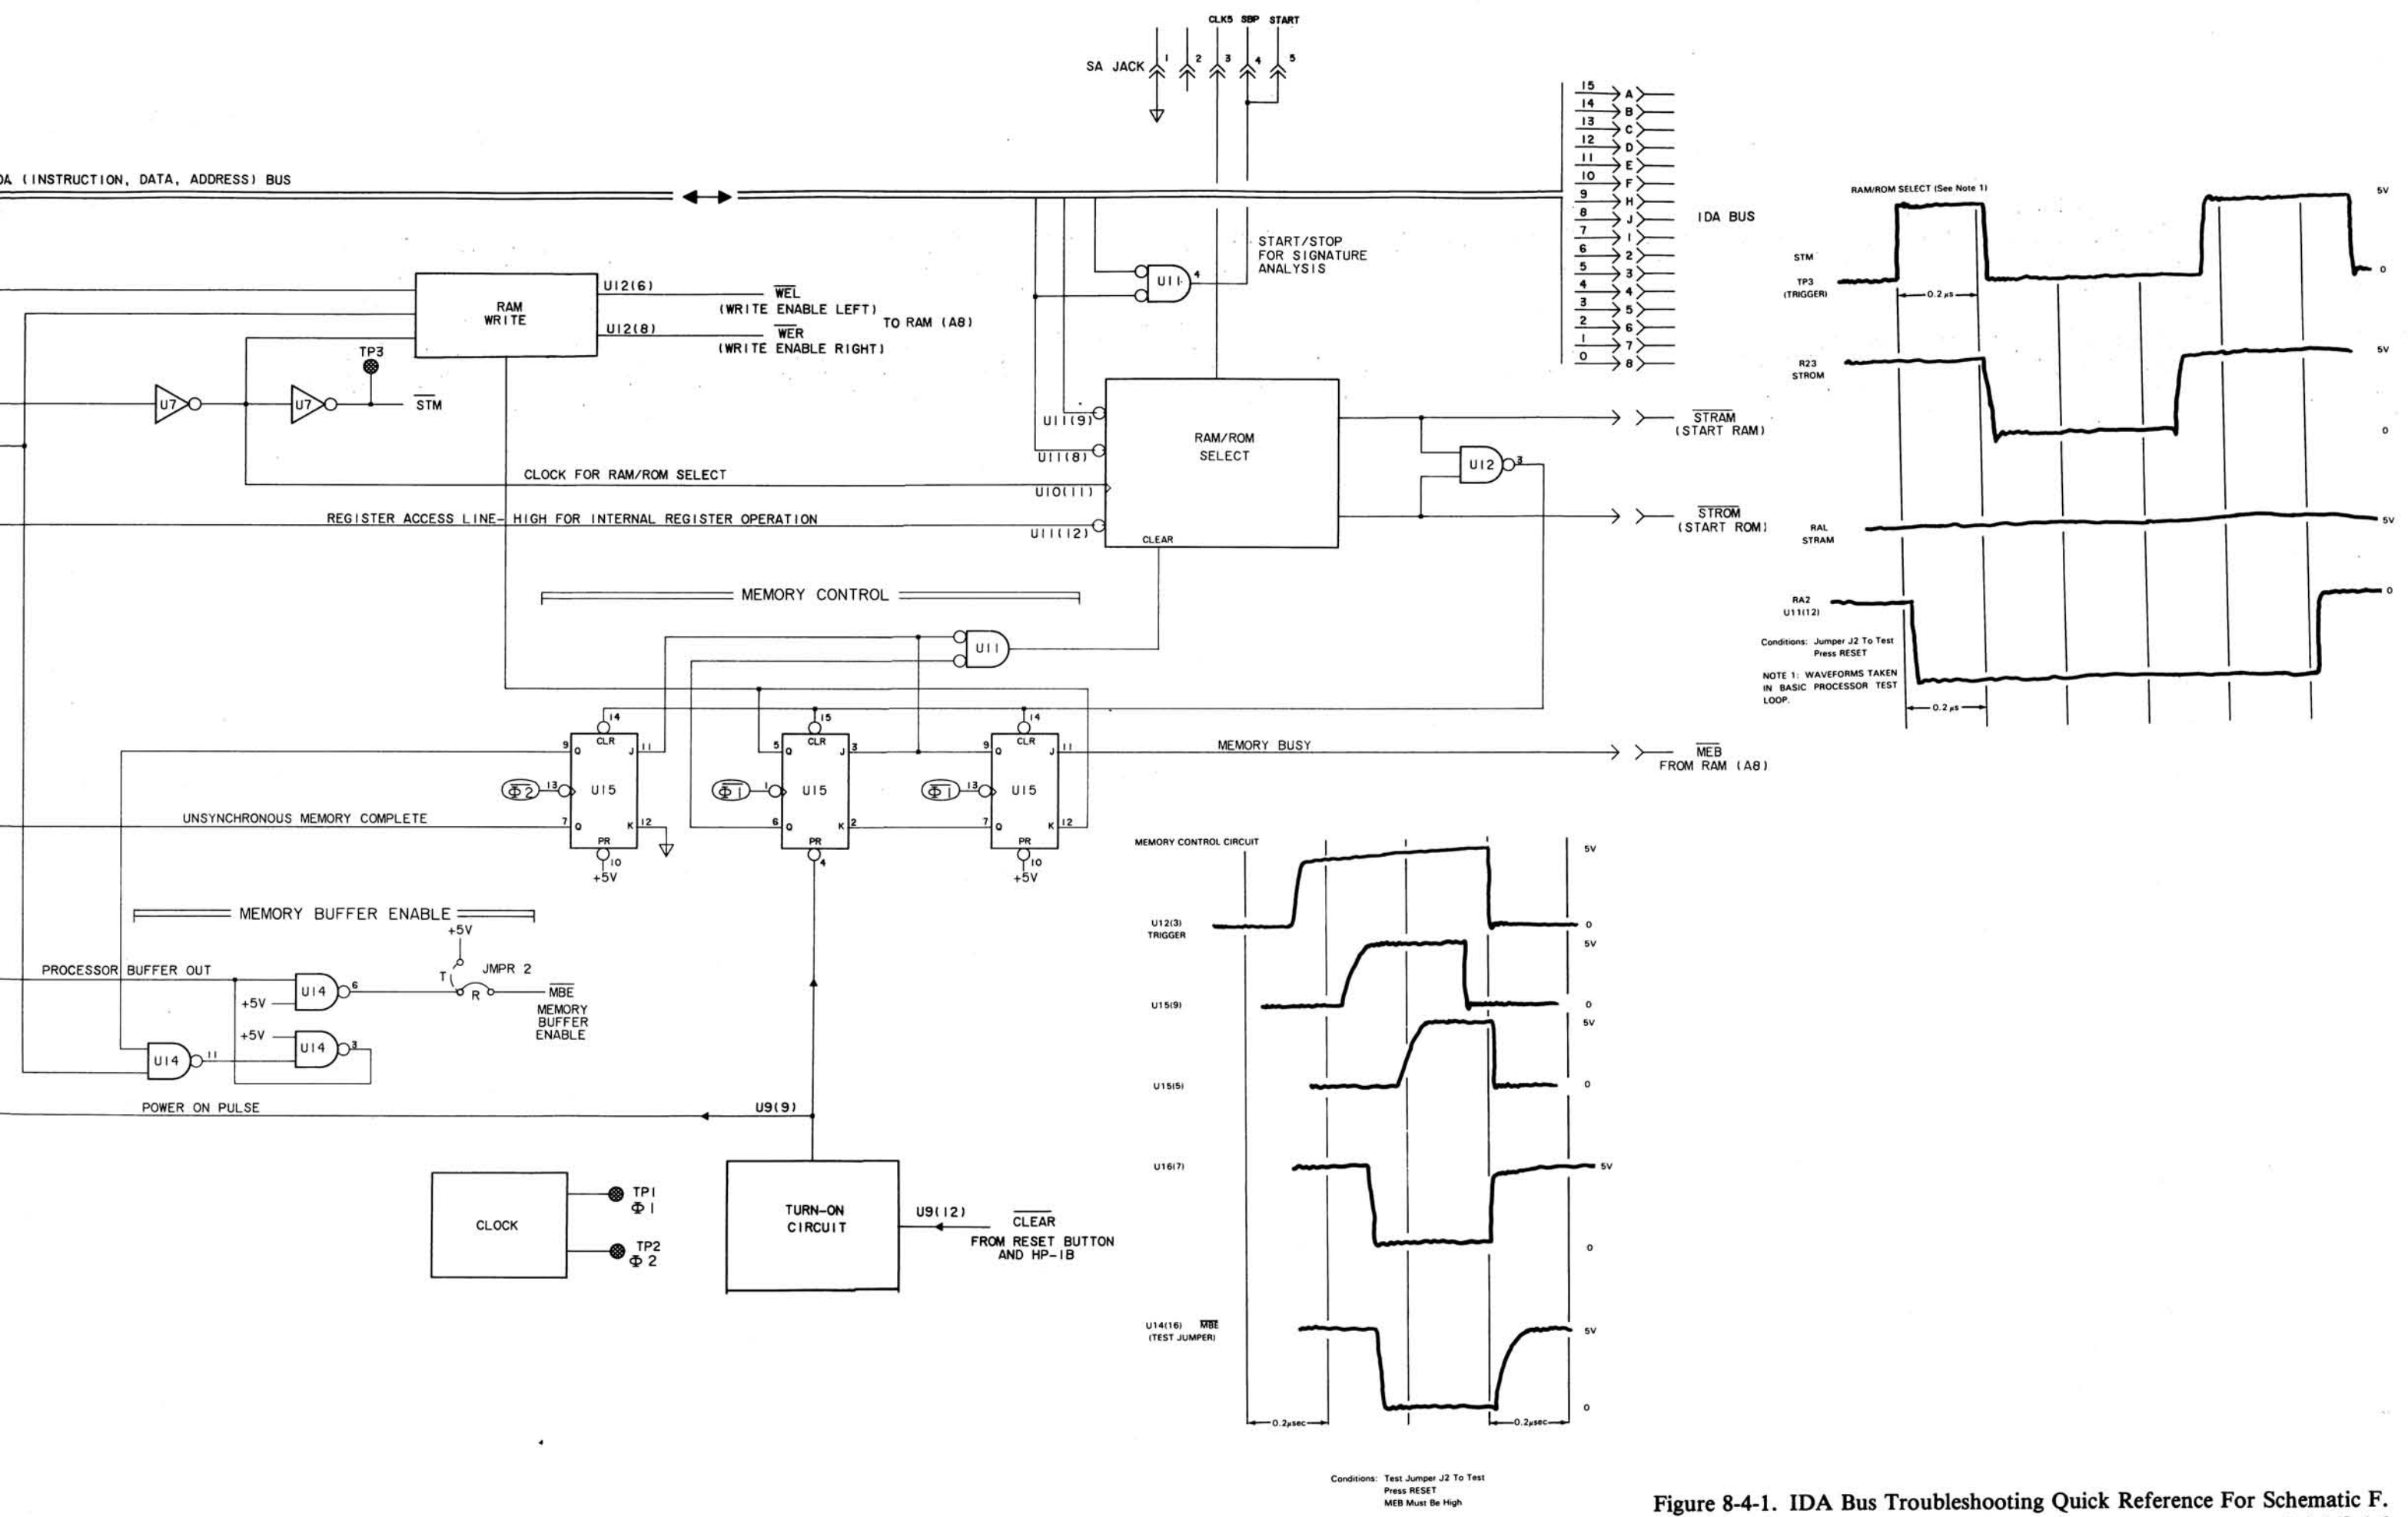 CLK5 SBP START
SA JACK 1 2 3 4 5
15 A
14 B
13 C
12 D
11 E
10 F
9 H
8 J
7 1
6 2
5 3
4 4
3 5
2 6
1 7
0 8
IDA BUS
DA (INSTRUCTION, DATA, ADDRESS) BUS
START/STOP
FOR SIGNATURE
ANALYSIS
U11 4
RAM
WRITE
U12(6)
WEL
(WRITE ENABLE LEFT)
TO RAM (A8)
U12(8)
WER
(WRITE ENABLE RIGHT)
TP3
U7
U7
STM
U11(9)
U11(8)
U10(11)
U11(12)
RAM/ROM
SELECT
CLEAR
CLOCK FOR RAM/ROM SELECT
REGISTER ACCESS LINE- HIGH FOR INTERNAL REGISTER OPERATION
STRAM
(START RAM)
U12 3
STROM
(START ROM)
MEMORY CONTROL
U11
14 15 14
9 Q CLR J 11
5 Q CLR J 3
9 Q CLR J 11
Φ2 13 U15
Φ1 1 U15
Φ1 13 U15
7 Q K 12
6 Q K 2
7 Q K 12
PR 10
+5V
PR 4
PR 10
+5V
MEMORY BUSY
MEB
FROM RAM (A8)
UNSYNCHRONOUS MEMORY COMPLETE
MEMORY BUFFER ENABLE
+5V
PROCESSOR BUFFER OUT
T JMPR 2
R
U14 6
+5V
MBE
MEMORY
BUFFER
ENABLE
+5V
U14 3
U14 11
POWER ON PULSE
U9(9)
CLOCK
TP1
Φ1
TP2
Φ2
TURN-ON
CIRCUIT
U9(12)
CLEAR
FROM RESET BUTTON
AND HP-IB
RAM/ROM SELECT (See Note 1)
5V
STM
TP3
(TRIGGER)
0.2 µs
0
R23
STROM
5V
0
RAL
STRAM
5V
RA2
U11(12)
0
Conditions: Jumper J2 To Test
Press RESET
NOTE 1: WAVEFORMS TAKEN
IN BASIC PROCESSOR TEST
LOOP.
0.2 µs
MEMORY CONTROL CIRCUIT
5V
U12(3)
TRIGGER
0
5V
U15(9)
0
5V
U15(5)
0
U16(7)
5V
0
U14(16) MBE
(TEST JUMPER)
5V
0
0.2µsec
0.2µsec
Conditions: Test Jumper J2 To Test
Press RESET
MEB Must Be High
Figure 8-4-1. IDA Bus Troubleshooting Quick Reference For Schematic F.